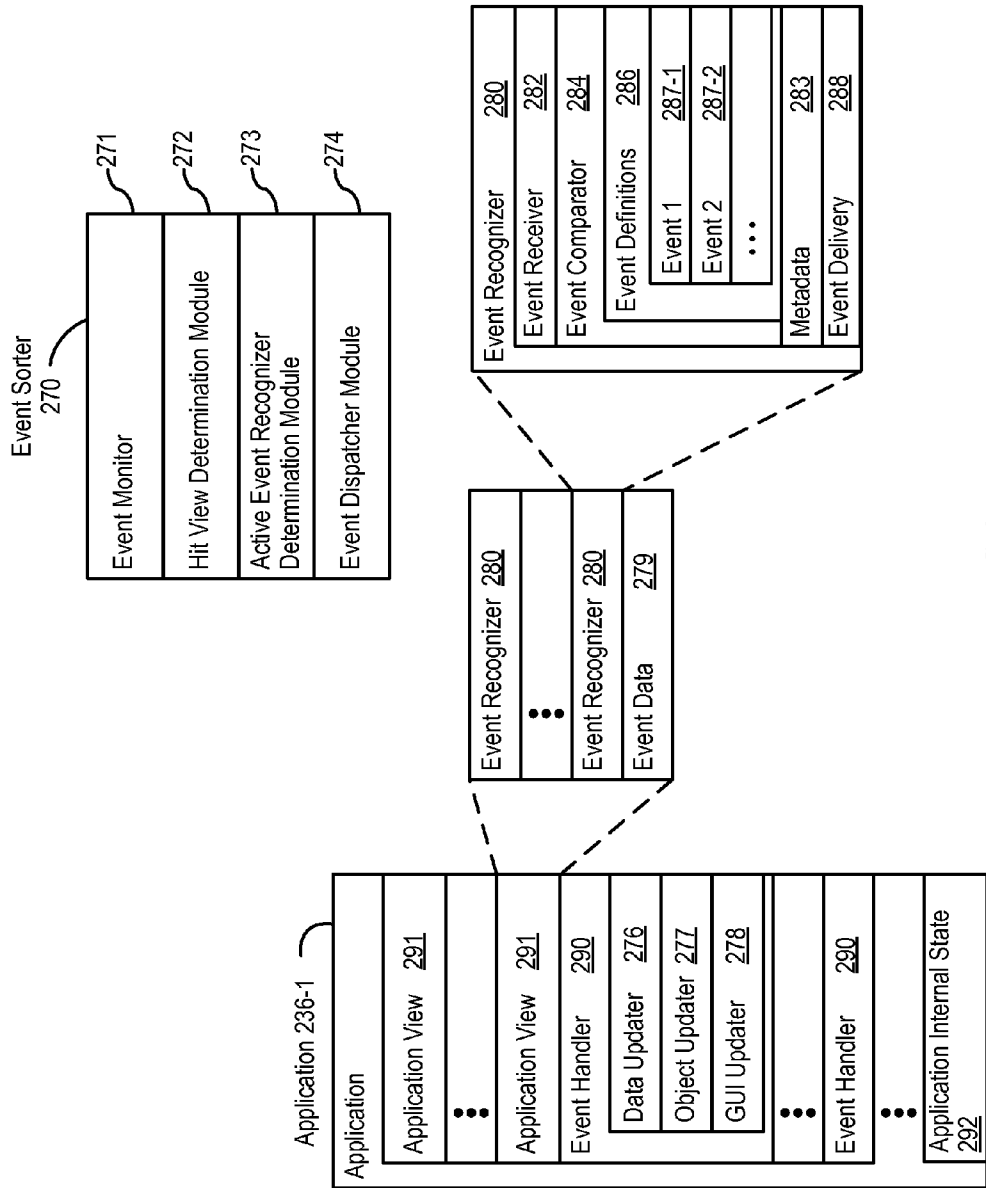 Event Sorter
270
Event Monitor
271
Hit View Determination Module
272
Active Event Recognizer
Determination Module
273
Event Dispatcher Module
274
Application 236-1
Application
Application View 291
•••
Application View 291
Event Handler 290
Data Updater 276
Object Updater 277
GUI Updater 278
•••
Event Handler 290
•••
Application Internal State
292
Event Recognizer 280
•••
Event Recognizer 280
Event Data 279
Event Recognizer 280
Event Receiver 282
Event Comparator 284
Event Definitions 286
Event 1 287-1
Event 2 287-2
•••
Metadata 283
Event Delivery 288